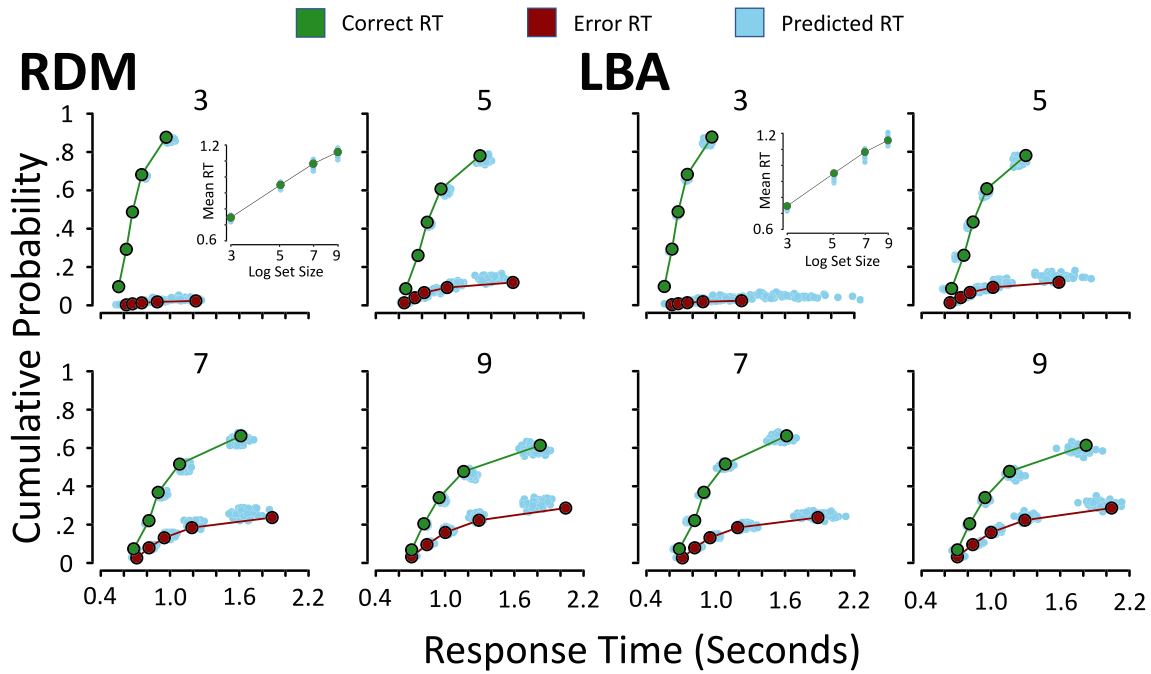 Correct RT Error RT Predicted RT
RDM LBA
3 5 3 5
1
.8
.6
.4
.2
0
1.2
Mean RT
0.6
3 5 7 9
Log Set Size
1.2
Mean RT
0.6
3 5 7 9
Log Set Size
7 9 7 9
1
.8
.6
.4
.2
0
0.4 1.0 1.6 2.2 0.4 1.0 1.6 2.2 0.4 1.0 1.6 2.2 0.4 1.0 1.6 2.2
Cumulative Probability
Response Time (Seconds)